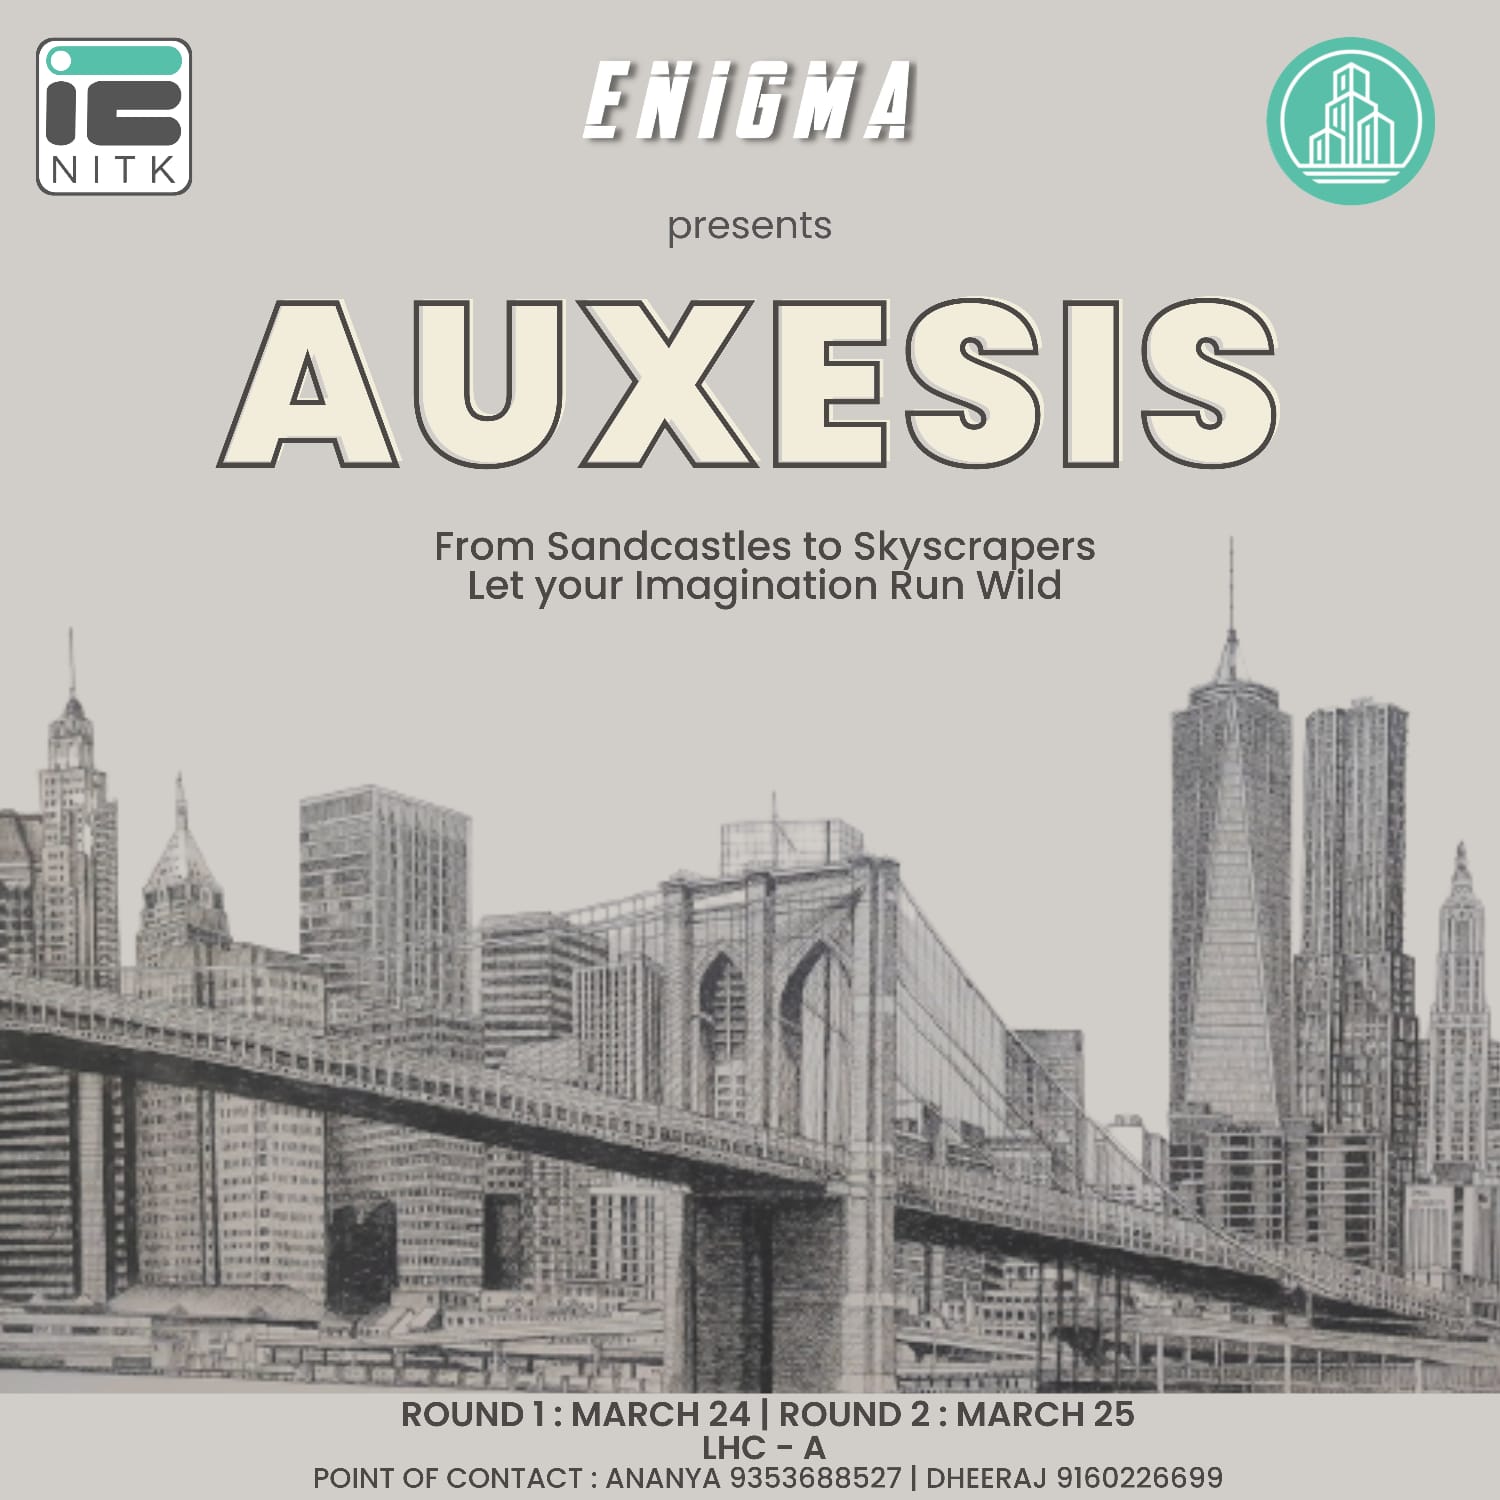 ENIGMA
NITK
presents
AUXESIS
From Sandcastles to Skyscrapers
Let your Imagination Run Wild
ROUND 1 : MARCH 24 | ROUND 2 : MARCH 25
LHC - A
POINT OF CONTACT : ANANYA 9353688527 | DHEERAJ 9160226699